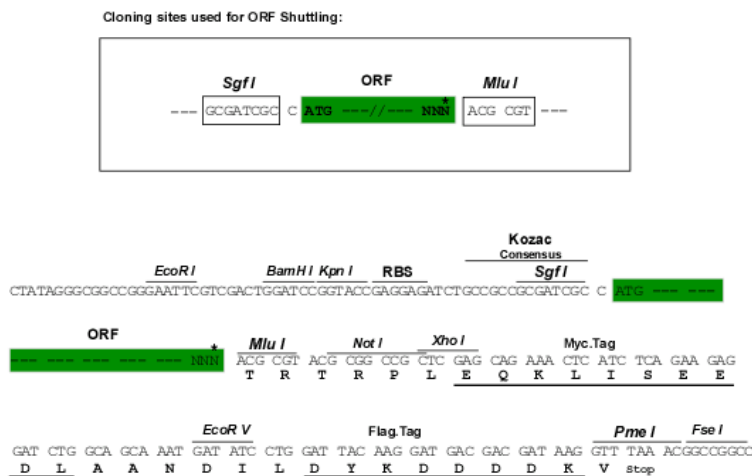 Cloning sites used for ORF Shuttling:
Sgf I ORF Mlu I
--- GCGATCGC C ATG ---//--- NNN* ACG CGT ---
Kozac
Consensus
EcoR I BamH I Kpn I RBS Sgf I
CTATAGGGCGGCCGGGAATTCGTCGACTGGATCCGGTACCGAGGAGATCTGCCGCCGCGATCGC C ATG --- ---
ORF Mlu I Not I Xho I Myc.Tag
--- --- --- --- --- --- NNN* ACG CGT ACG CGG CCG CTC GAG CAG AAA CTC ATC TCA GAA GAG
T R T R P L E Q K L I S E E
EcoR V Flag.Tag Pme I Fse I
GAT CTG GCA GCA AAT GAT ATC CTG GAT TAC AAG GAT GAC GAC GAT AAG GTT TAA ACGGCCGGCC
D L A A N D I L D Y K D D D D K V Stop